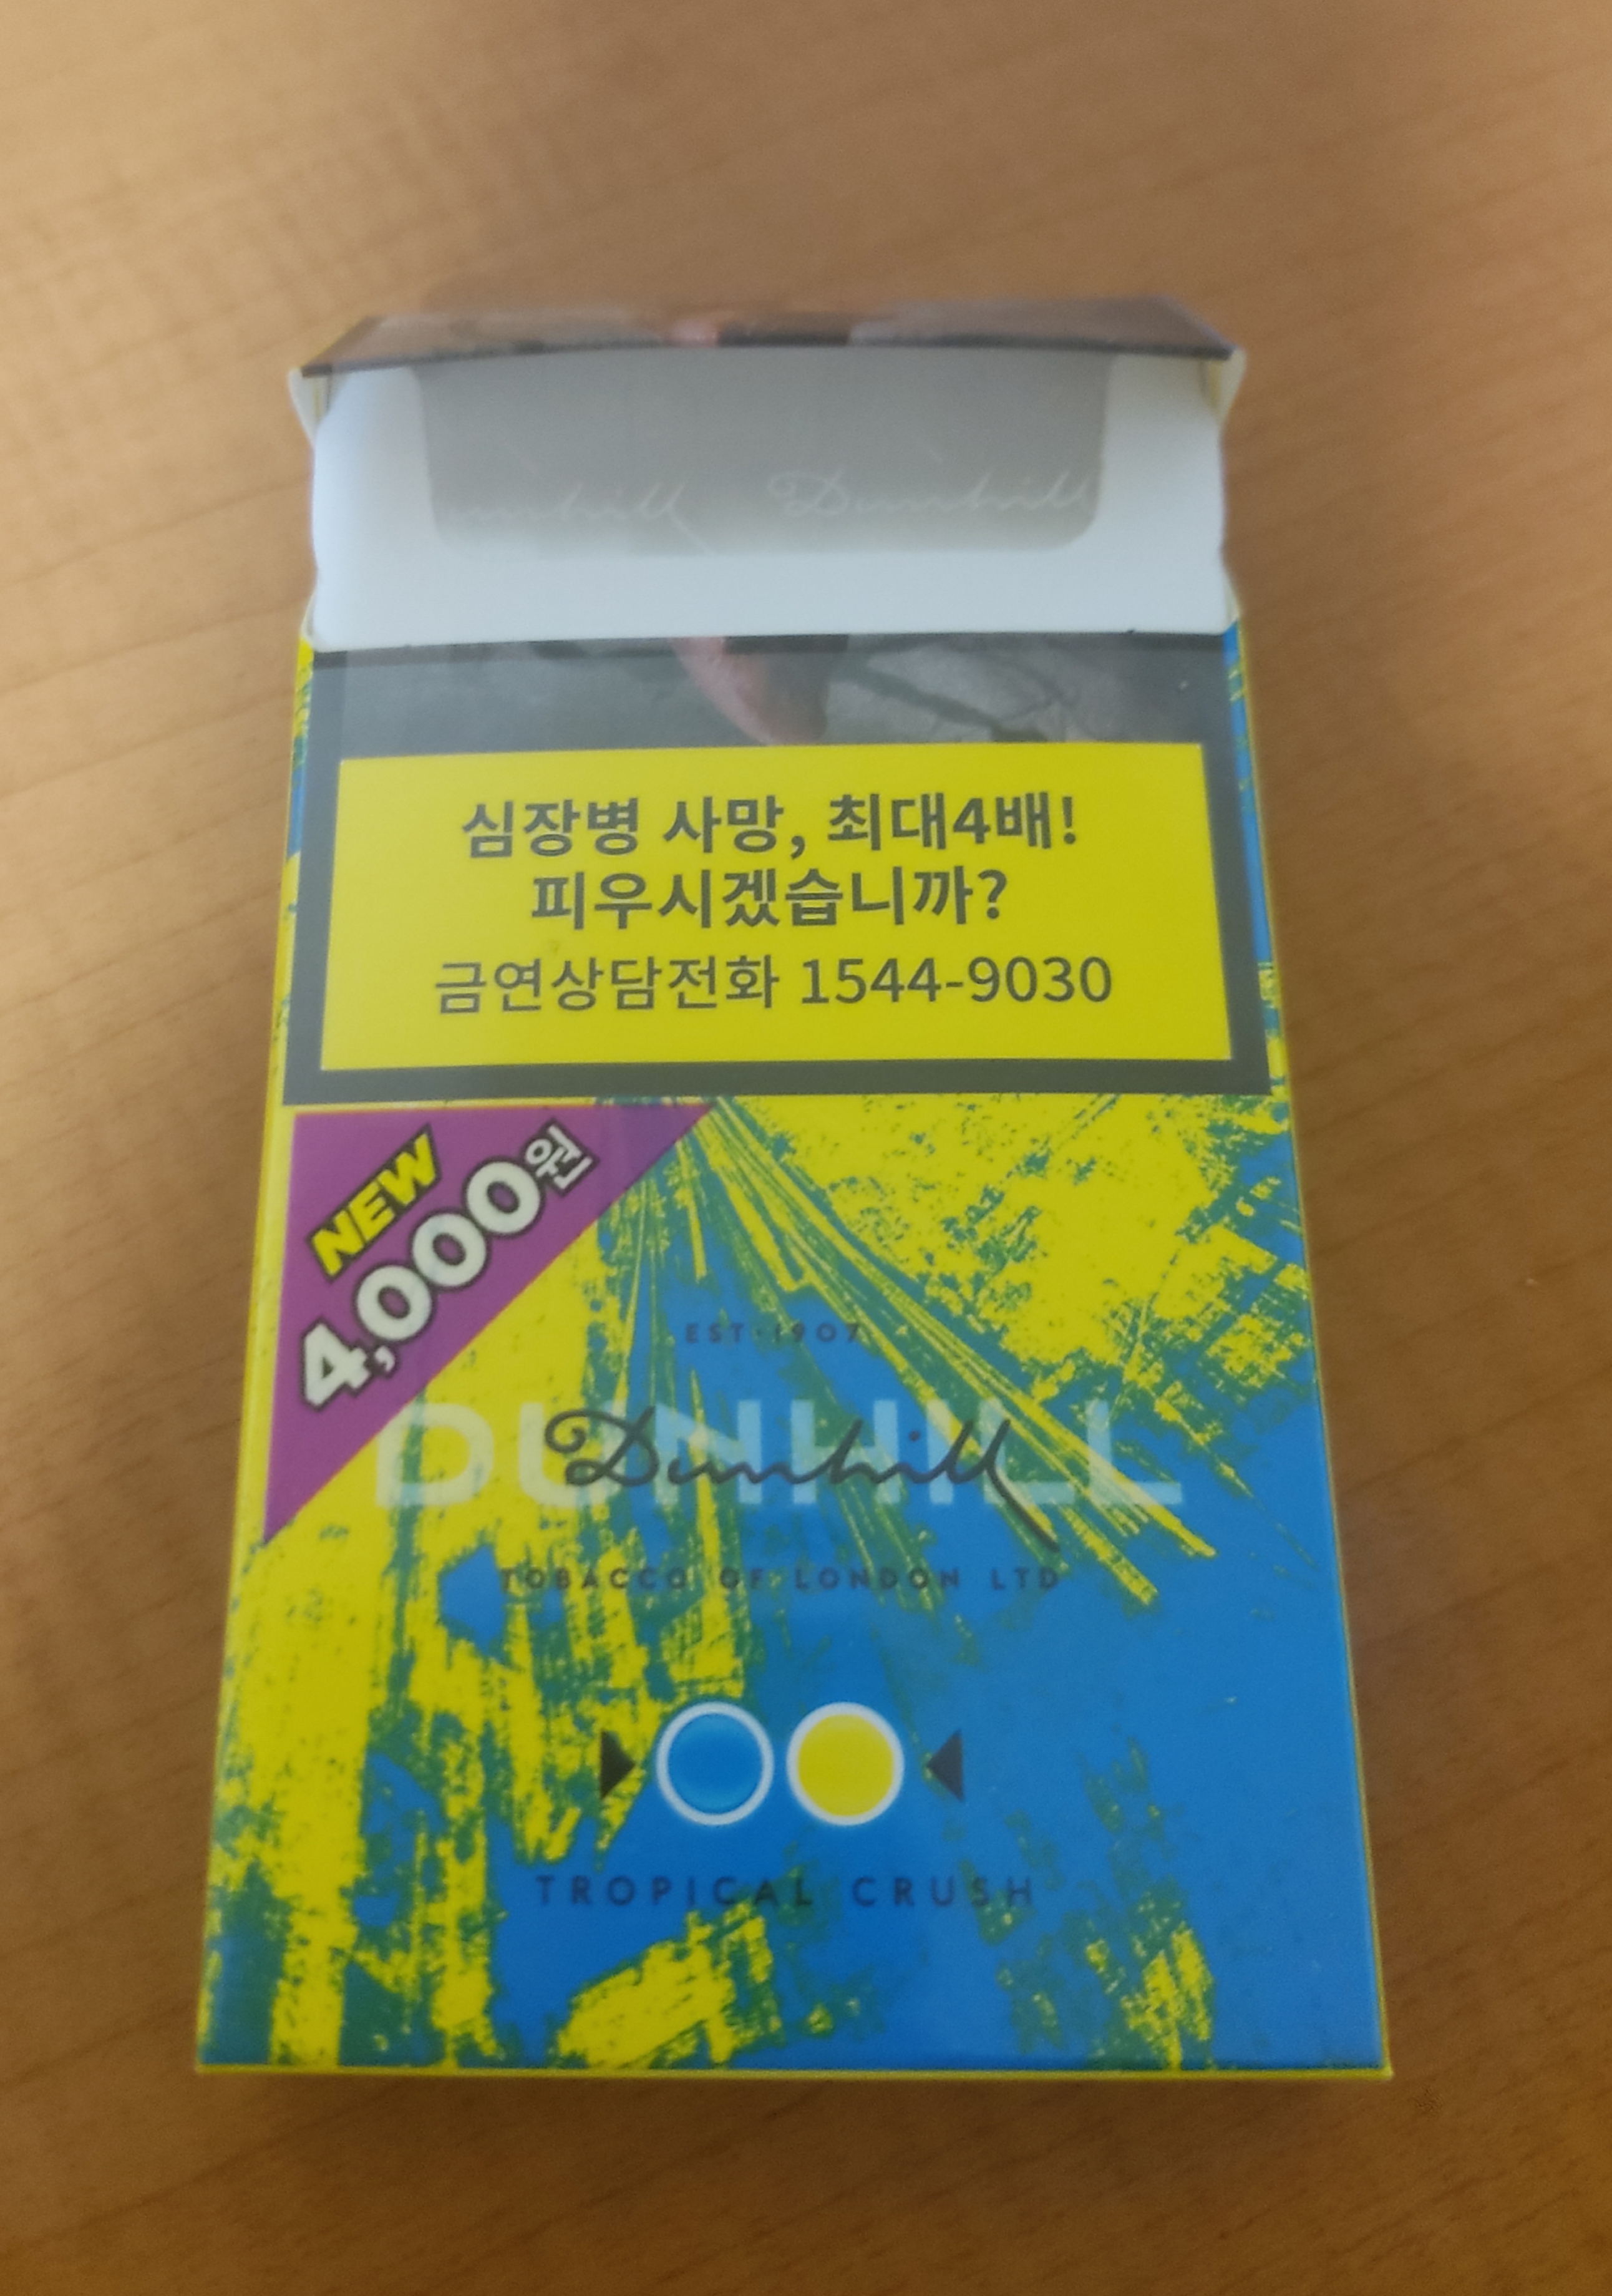 Dunhill
심장병 사망, 최대4배!
피우시겠습니까?
금연상담전화 1544-9030
NEW
4,000원
EST·1907
DUNHILL
Dunhill
TOBACCO OF LONDON LTD
TROPICAL CRUSH